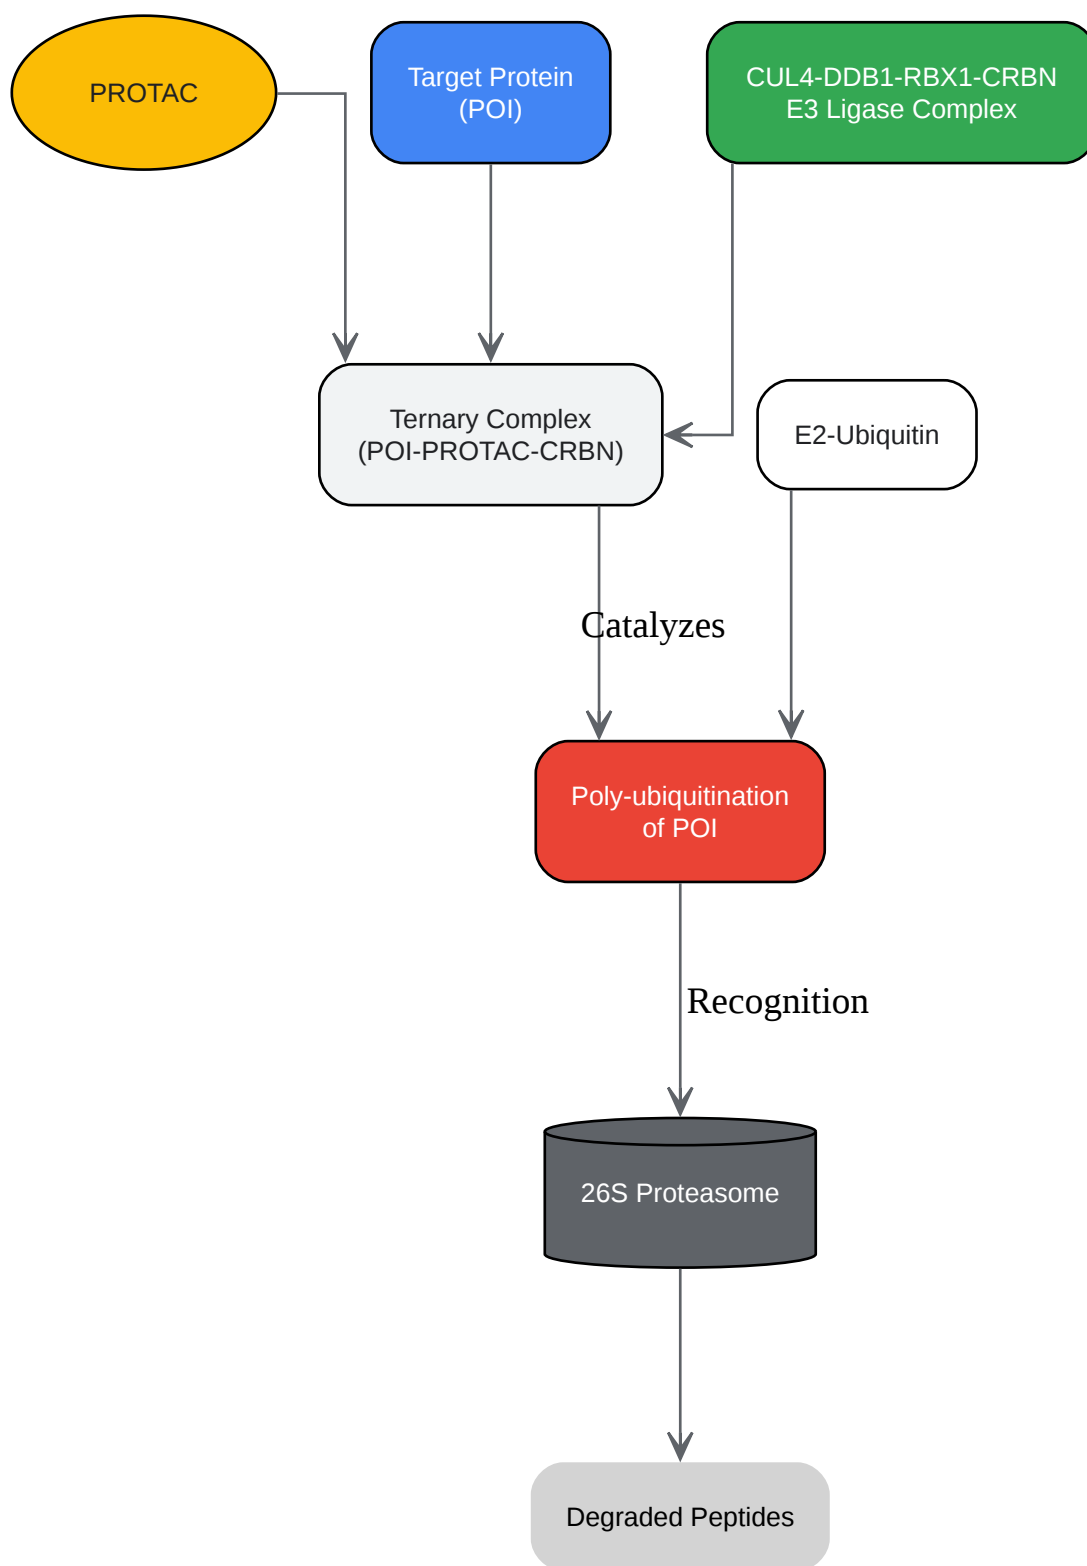 PROTAC
Target Protein
(POI)
CUL4-DDB1-RBX1-CRBN
E3 Ligase Complex
Ternary Complex
(POI-PROTAC-CRBN)
E2-Ubiquitin
Catalyzes
Poly-ubiquitination
of POI
Recognition
26S Proteasome
Degraded Peptides